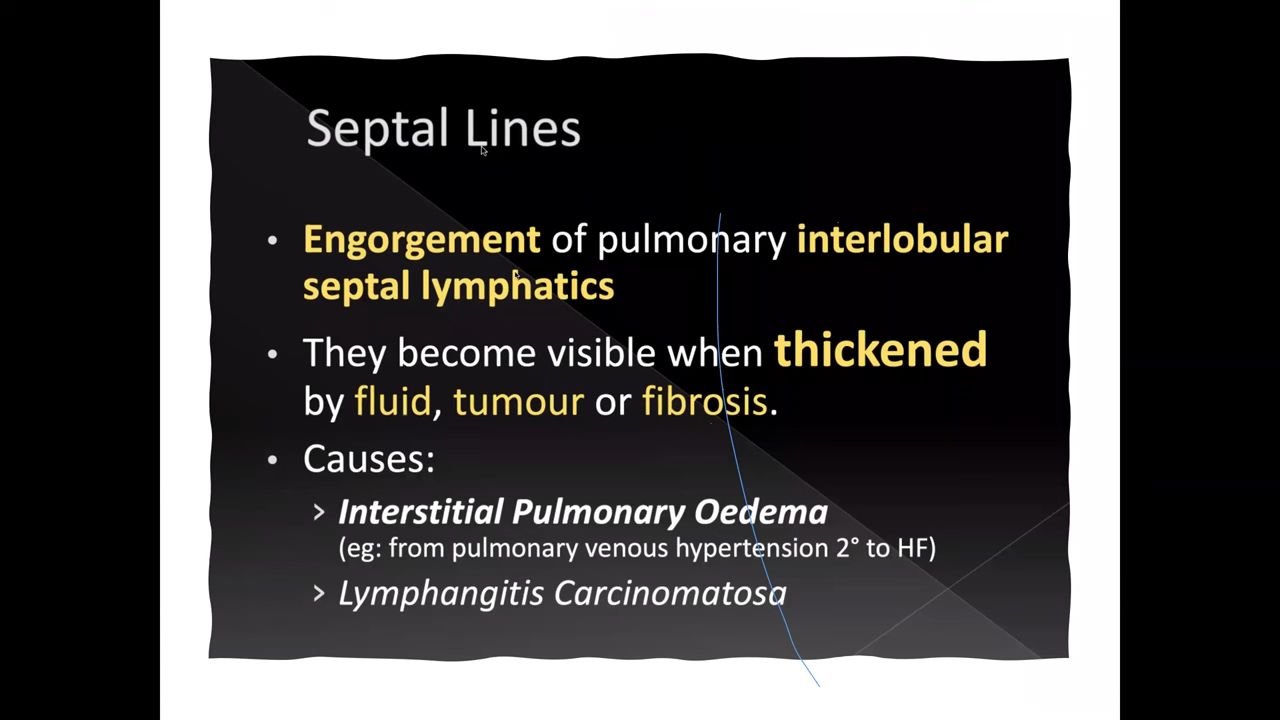 Septal Lines
• Engorgement of pulmonary interlobular
septal lymphatics
• They become visible when thickened
by fluid, tumour or fibrosis.
• Causes:
› Interstitial Pulmonary Oedema
(eg: from pulmonary venous hypertension 2° to HF)
› Lymphangitis Carcinomatosa